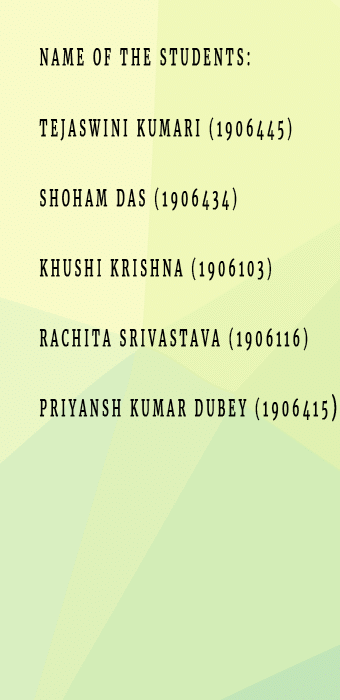 NAME OF THE STUDENTS:
TEJASWINI KUMARI (1906445)
SHOHAM DAS (1906434)
KHUSHI KRISHNA (1906103)
RACHITA SRIVASTAVA (1906116)
PRIYANSH KUMAR DUBEY (1906415)